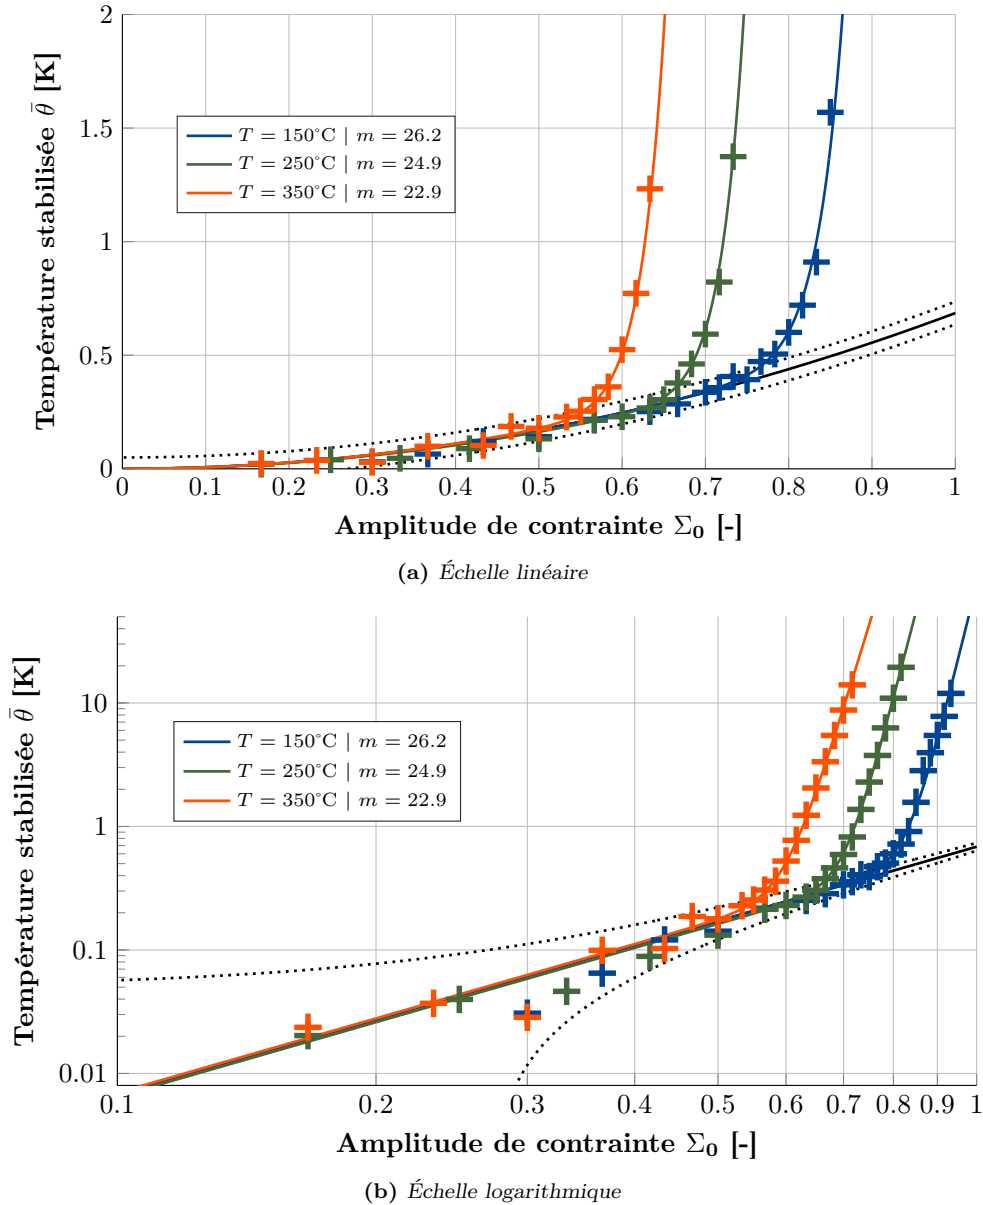 2
1.5
1
0.5
0
Température stabilisée θ̄ [K]
T = 150°C | m = 26.2
T = 250°C | m = 24.9
T = 350°C | m = 22.9
0 0.1 0.2 0.3 0.4 0.5 0.6 0.7 0.8 0.9 1
Amplitude de contrainte Σ₀ [-]
(a) Échelle linéaire
10
1
0.1
0.01
Température stabilisée θ̄ [K]
T = 150°C | m = 26.2
T = 250°C | m = 24.9
T = 350°C | m = 22.9
0.1 0.2 0.3 0.4 0.5 0.6 0.7 0.8 0.9 1
Amplitude de contrainte Σ₀ [-]
(b) Échelle logarithmique